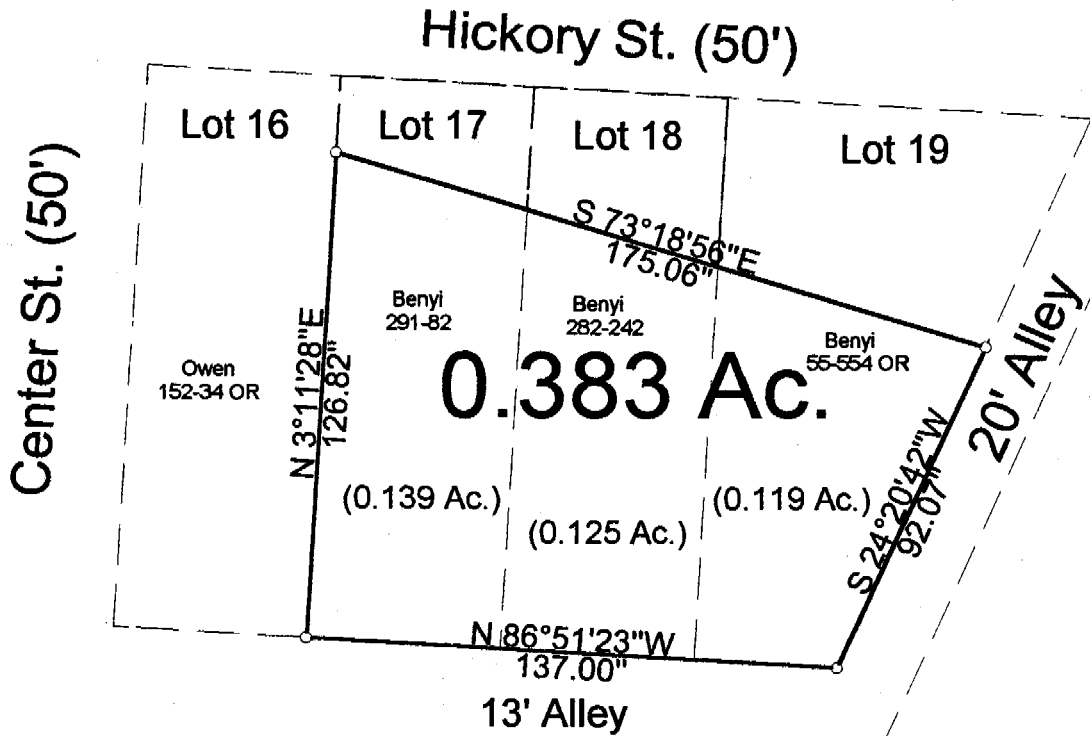 Hickory St. (50')
Lot 16
Lot 17
Lot 18
Lot 19
Center St. (50')
S 73°18'56"E
175.06"
20' Alley
Benyi
291-82
Benyi
282-242
Benyi
55-554 OR
Owen
152-34 OR
N 3°11'28"E
126.82"
0.383 Ac.
S 24°20'42"W
92.07"
(0.139 Ac.)
(0.125 Ac.)
(0.119 Ac.)
N 86°51'23"W
137.00"
13' Alley